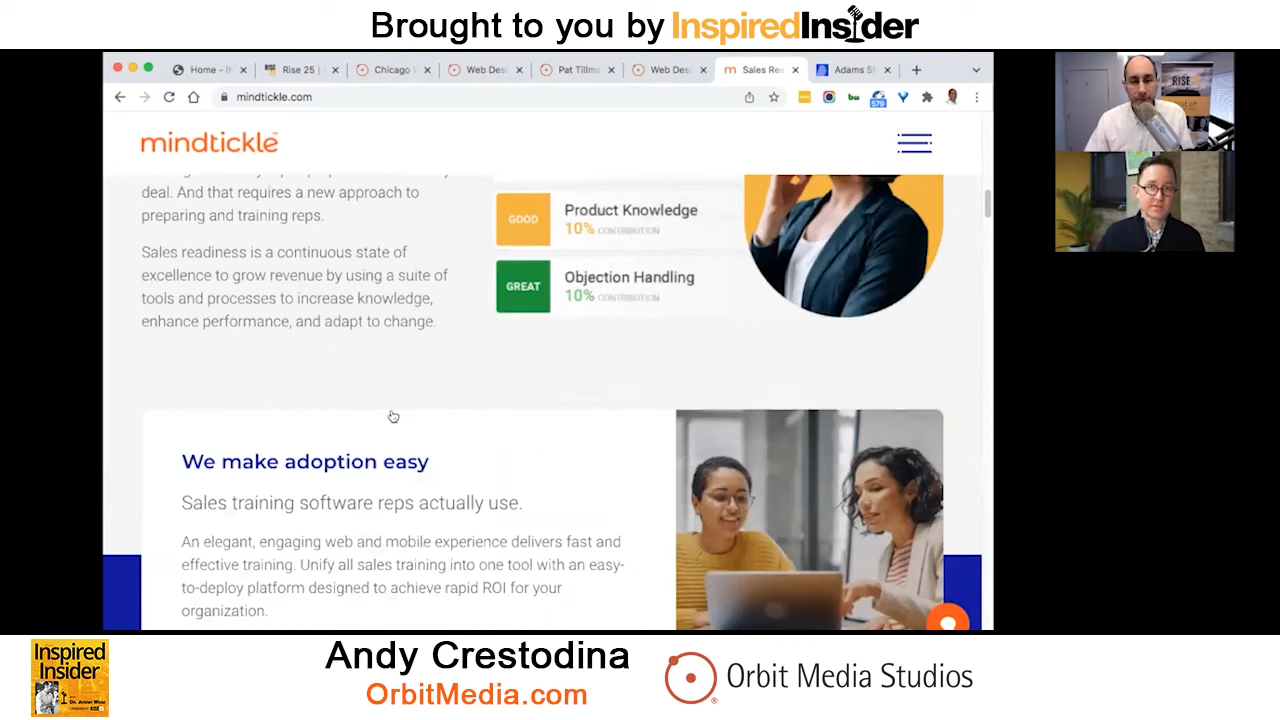 Brought to you by InspiredInsider
Home - I
Rise 25 |
Chicago
Web Des
Pat Tillm
Web Des
Sales Rea
Adams St
mindtickle.com
579
mindtickle
deal. And that requires a new approach to
preparing and training reps.
Sales readiness is a continuous state of
excellence to grow revenue by using a suite of
tools and processes to increase knowledge,
enhance performance, and adapt to change.
GOOD
Product Knowledge
10% CONTRIBUTION
GREAT
Objection Handling
10% CONTRIBUTION
We make adoption easy
Sales training software reps actually use.
An elegant, engaging web and mobile experience delivers fast and
effective training. Unify all sales training into one tool with an easy-
to-deploy platform designed to achieve rapid ROI for your
organization.
RISE
Inspired
Insider
Andy Crestodina
OrbitMedia.com
Orbit Media Studios